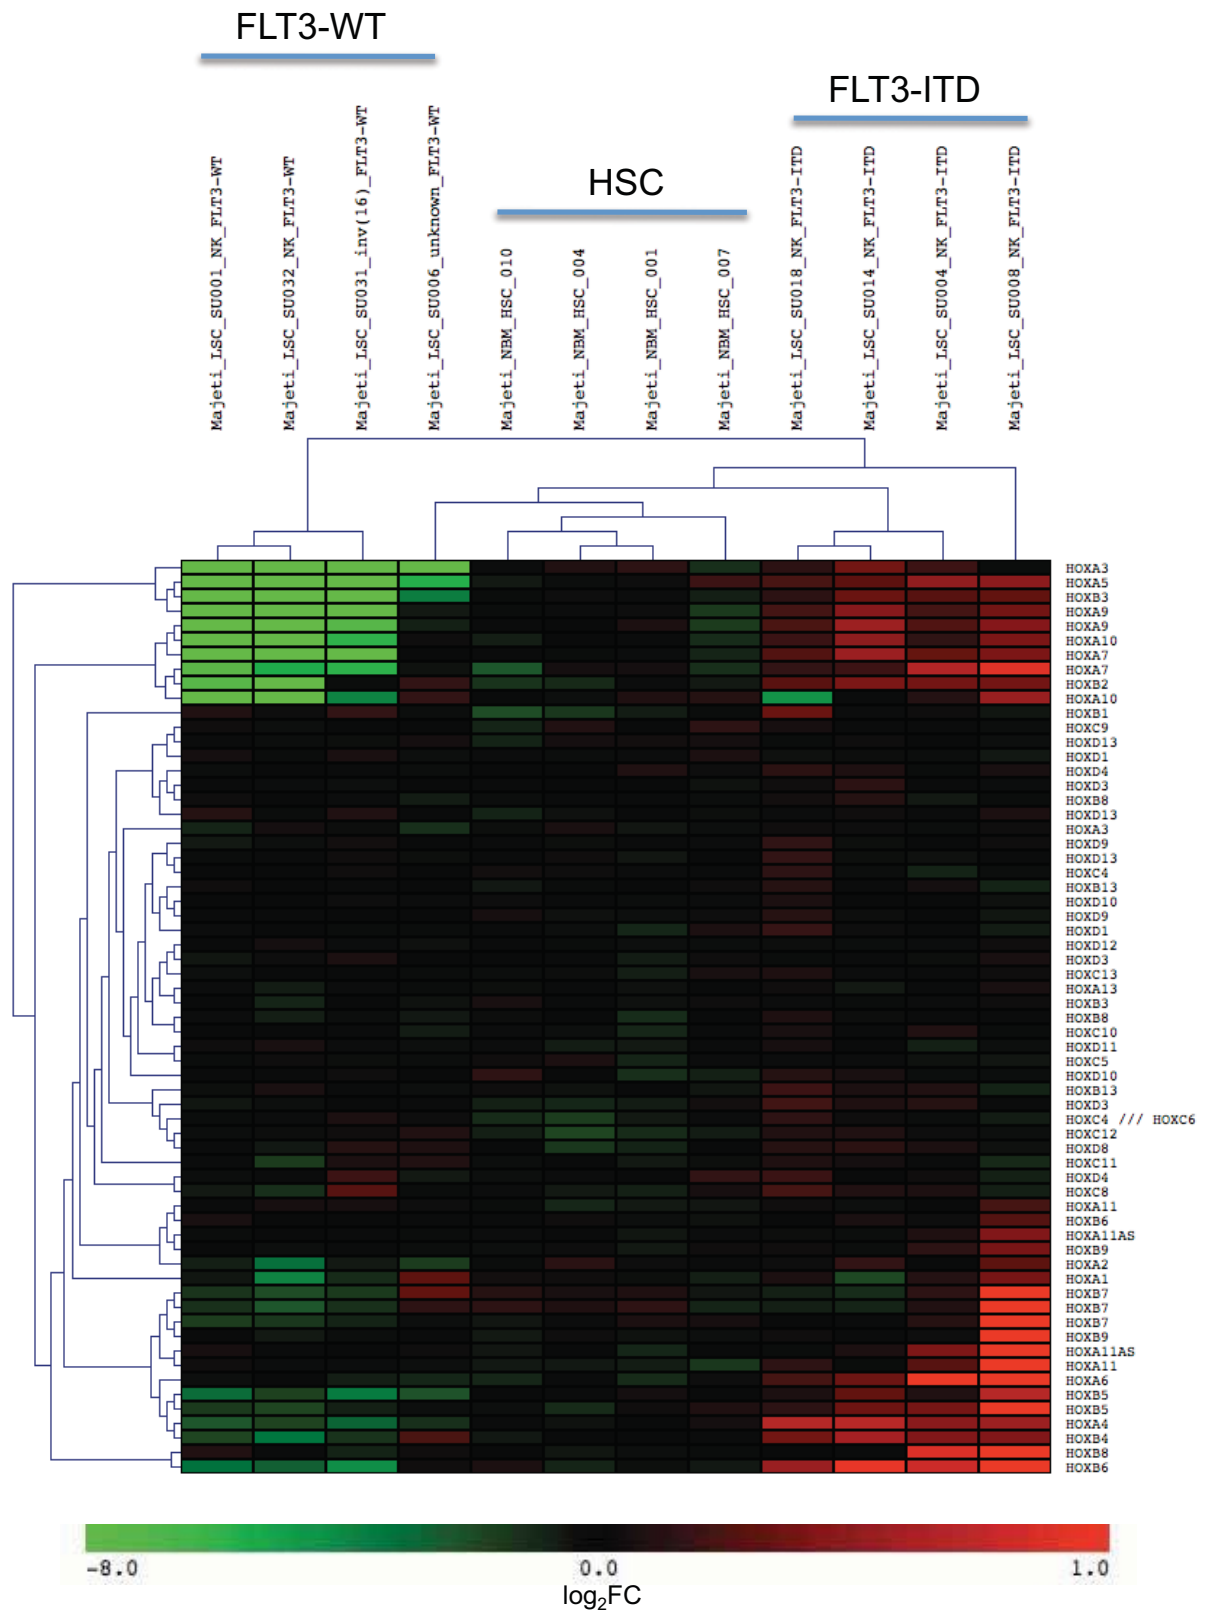 FLT3-WT
FLT3-ITD
HSC
Majeti_LSC_SU001_NK_FLT3-WT
Majeti_LSC_SU032_NK_FLT3-WT
Majeti_LSC_SU031_inv(16)_FLT3-WT
Majeti_LSC_SU006_unknown_FLT3-WT
Majeti_NBM_HSC_010
Majeti_NBM_HSC_004
Majeti_NBM_HSC_001
Majeti_NBM_HSC_007
Majeti_LSC_SU018_NK_FLT3-ITD
Majeti_LSC_SU014_NK_FLT3-ITD
Majeti_LSC_SU004_NK_FLT3-ITD
Majeti_LSC_SU008_NK_FLT3-ITD
HOXA3
HOXA5
HOXB3
HOXA9
HOXA9
HOXA10
HOXA7
HOXA7
HOXB2
HOXA10
HOXB1
HOXC9
HOXD13
HOXD1
HOXD4
HOXD3
HOXB8
HOXD13
HOXA3
HOXD9
HOXD13
HOXC4
HOXB13
HOXD10
HOXD9
HOXD1
HOXD12
HOXD3
HOXC13
HOXA13
HOXB3
HOXB8
HOXC10
HOXD11
HOXC5
HOXD10
HOXB13
HOXD3
HOXC4 /// HOXC6
HOXC12
HOXD8
HOXC11
HOXD4
HOXC8
HOXA11
HOXB6
HOXA11AS
HOXB9
HOXA2
HOXA1
HOXB7
HOXB7
HOXB7
HOXB9
HOXA11AS
HOXA11
HOXA6
HOXB5
HOXB5
HOXA4
HOXB4
HOXB8
HOXB6
-8.0 0.0 1.0
log₂FC